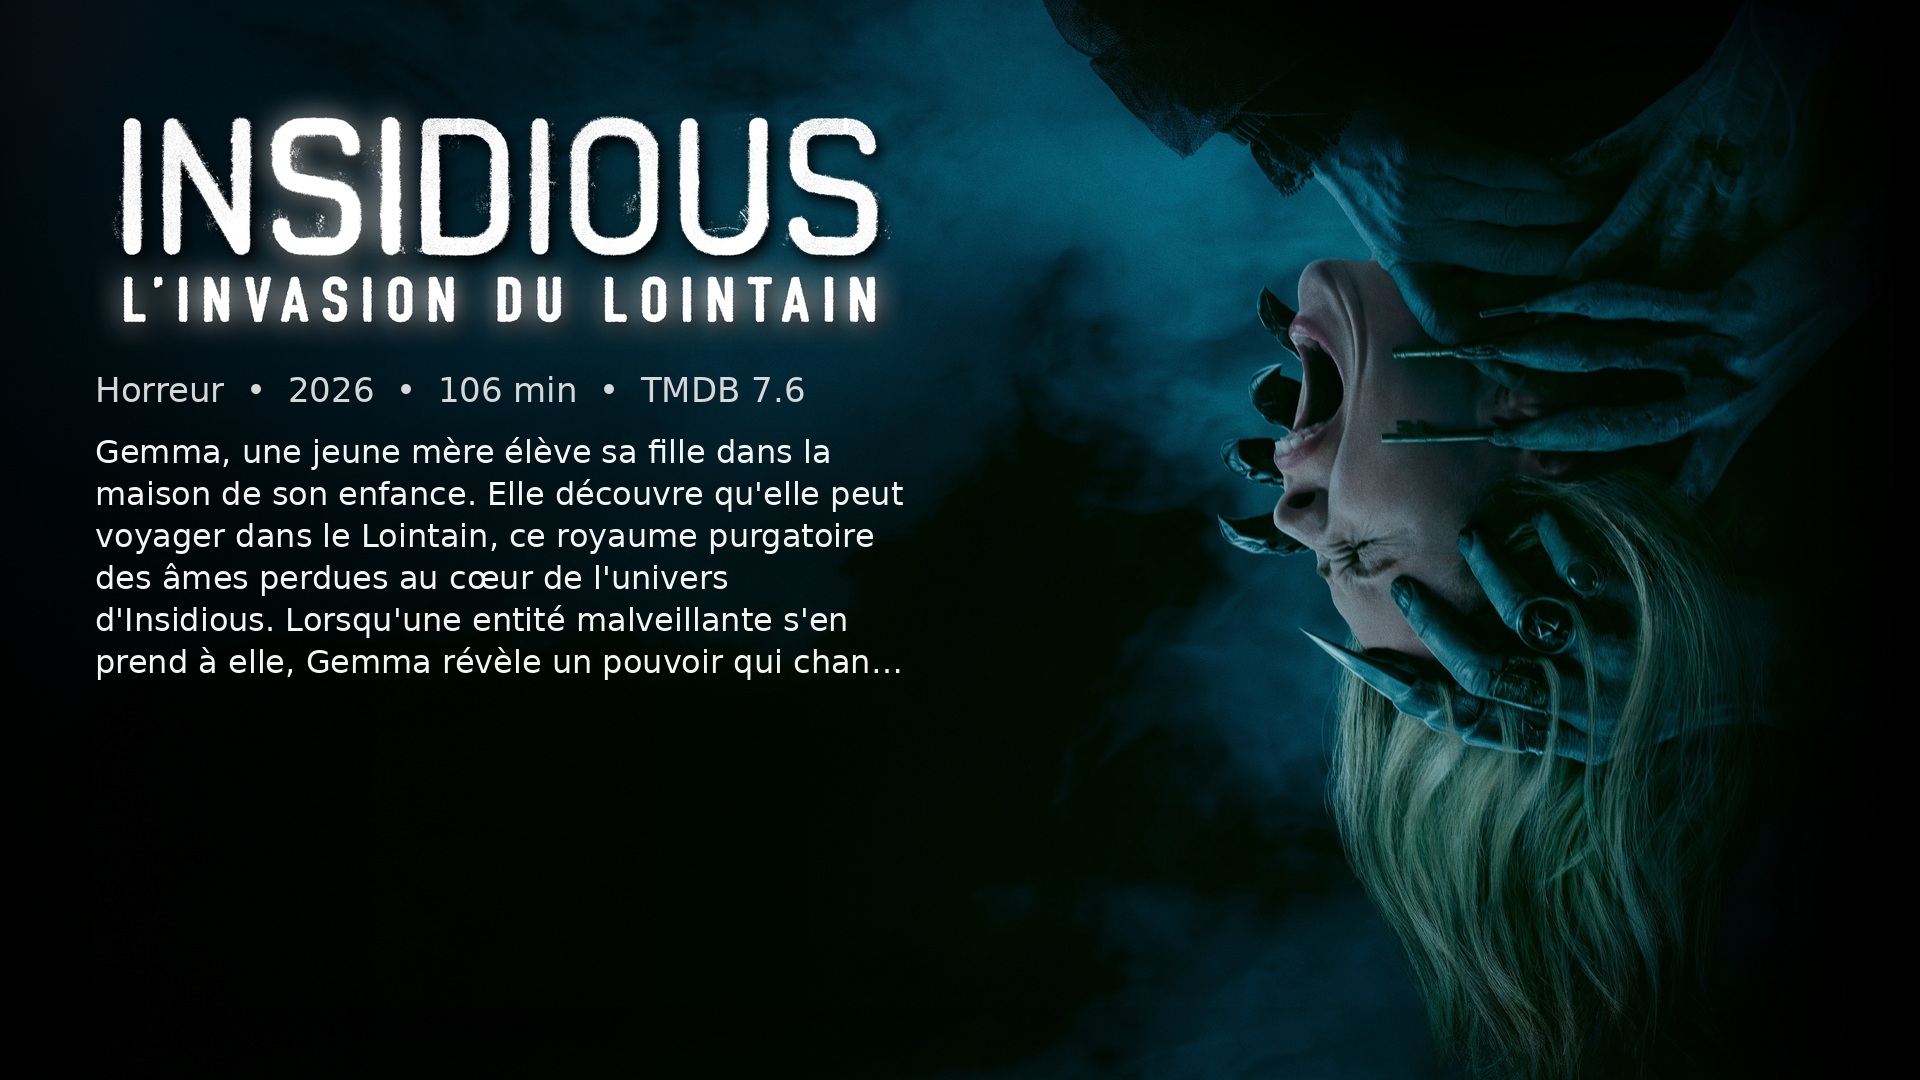 INSIDIOUS
L'INVASION DU LOINTAIN
Horreur • 2026 • 106 min • TMDB 7.6
Gemma, une jeune mère élève sa fille dans la
maison de son enfance. Elle découvre qu'elle peut
voyager dans le Lointain, ce royaume purgatoire
des âmes perdues au cœur de l'univers
d'Insidious. Lorsqu'une entité malveillante s'en
prend à elle, Gemma révèle un pouvoir qui chan...